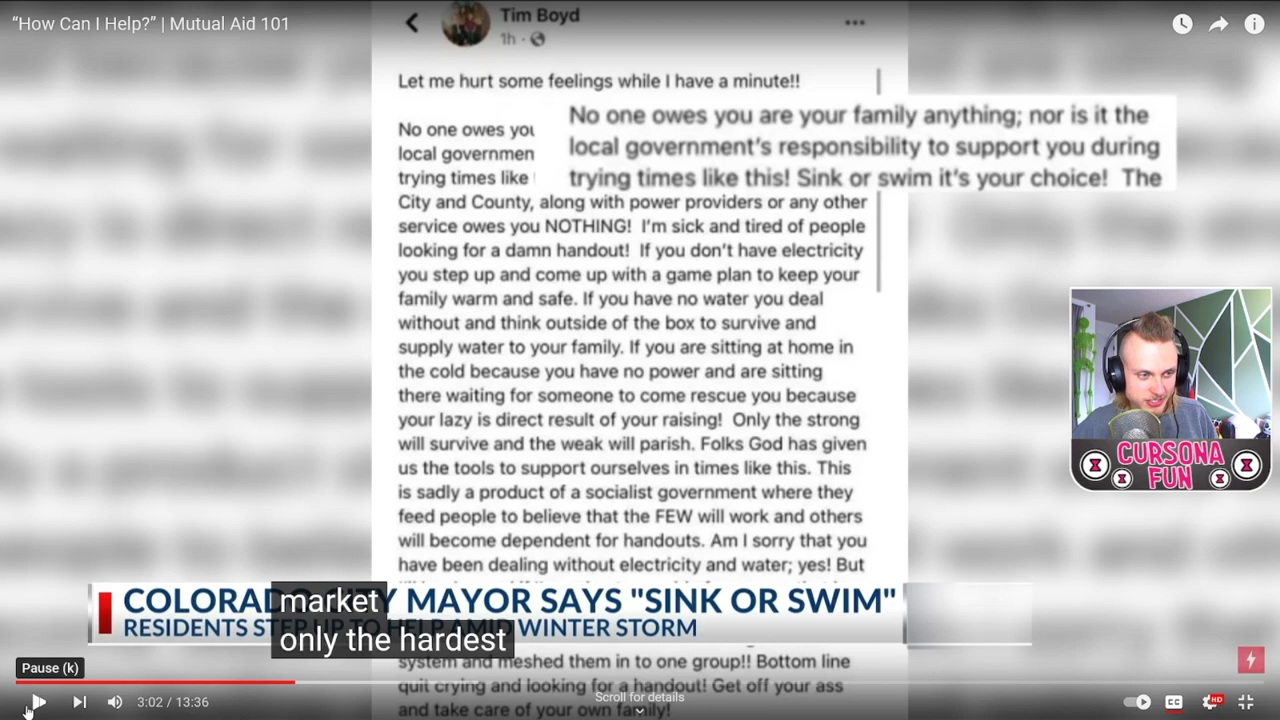 “How Can I Help?” | Mutual Aid 101
Tim Boyd
1h ·
Let me hurt some feelings while I have a minute!!
No one owes you are your family anything; nor is it the
local government’s responsibility to support you during
trying times like this! Sink or swim it’s your choice! The
No one owes you
local governmen
trying times like
City and County, along with power providers or any other
service owes you NOTHING! I’m sick and tired of people
looking for a damn handout! If you don’t have electricity
you step up and come up with a game plan to keep your
family warm and safe. If you have no water you deal
without and think outside of the box to survive and
supply water to your family. If you are sitting at home in
the cold because you have no power and are sitting
there waiting for someone to come rescue you because
your lazy is direct result of your raising! Only the strong
will survive and the weak will parish. Folks God has given
us the tools to support ourselves in times like this. This
is sadly a product of a socialist government where they
feed people to believe that the FEW will work and others
will become dependent for handouts. Am I sorry that you
have been dealing without electricity and water; yes! But
COLORAD Y MAYOR SAYS "SINK OR SWIM"
RESIDENTS STEP UP TO HELP AMID WINTER STORM
market
only the hardest
system and meshed them in to one group!! Bottom line
quit crying and looking for a handout! Get off your ass
and take care of your own family!
CURSONA
FUN
Pause (k)
3:02 / 13:36
Scroll for details
CC
HD